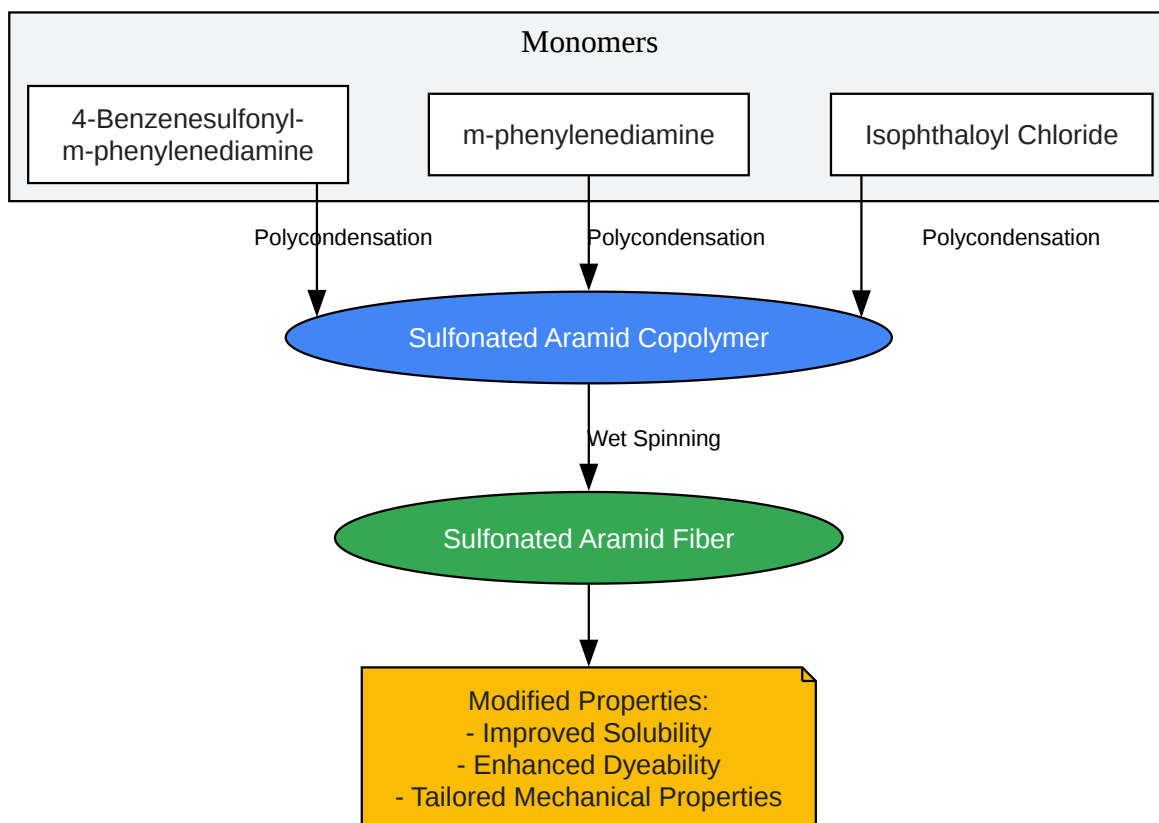 Monomers
4-Benzenesulfonyl-
m-phenylenediamine
m-phenylenediamine
Isophthaloyl Chloride
Polycondensation
Polycondensation
Polycondensation
Sulfonated Aramid Copolymer
Wet Spinning
Sulfonated Aramid Fiber
Modified Properties:
- Improved Solubility
- Enhanced Dyeability
- Tailored Mechanical Properties